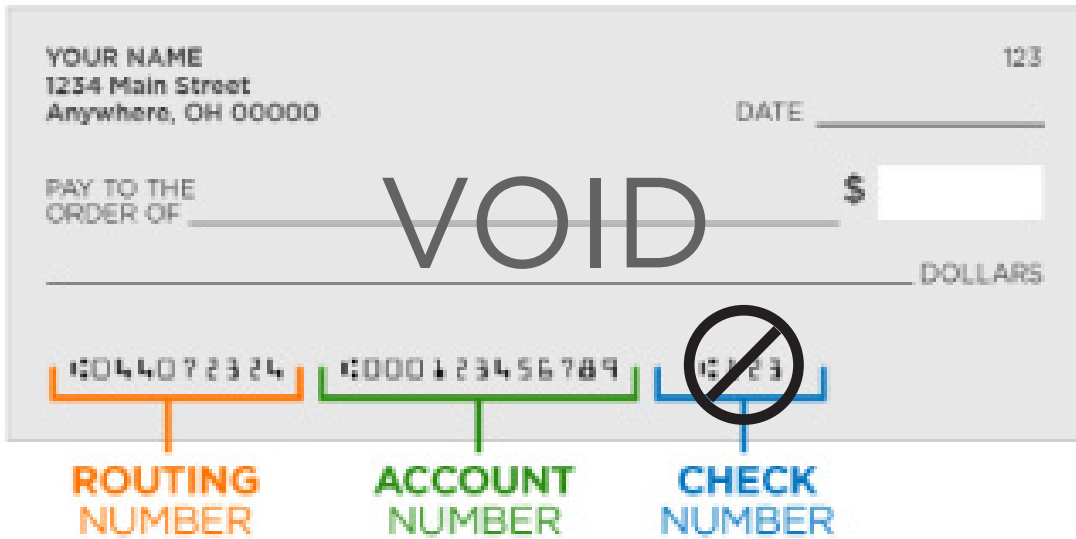 YOUR NAME
123
1234 Main Street
Anywhere, OH 00000
DATE
PAY TO THE
ORDER OF
VOID
$
DOLLARS
⑆044072324 ⑆000123456789 ⑆123
ROUTING
NUMBER
ACCOUNT
NUMBER
CHECK
NUMBER